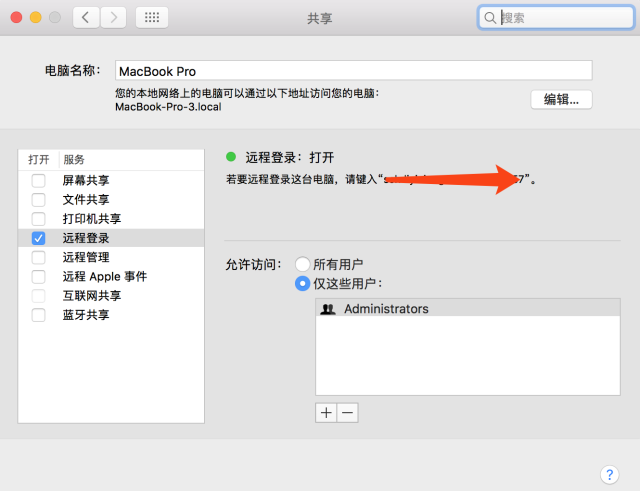 共享
搜索
电脑名称：
MacBook Pro
您的本地网络上的电脑可以通过以下地址访问您的电脑：
MacBook-Pro-3.local
编辑...
打开 服务
屏幕共享
文件共享
打印机共享
远程登录
远程管理
远程 Apple 事件
互联网共享
蓝牙共享
远程登录：打开
若要远程登录这台电脑，请键入“ 7”。
允许访问：
所有用户
仅这些用户：
Administrators
+ −
?